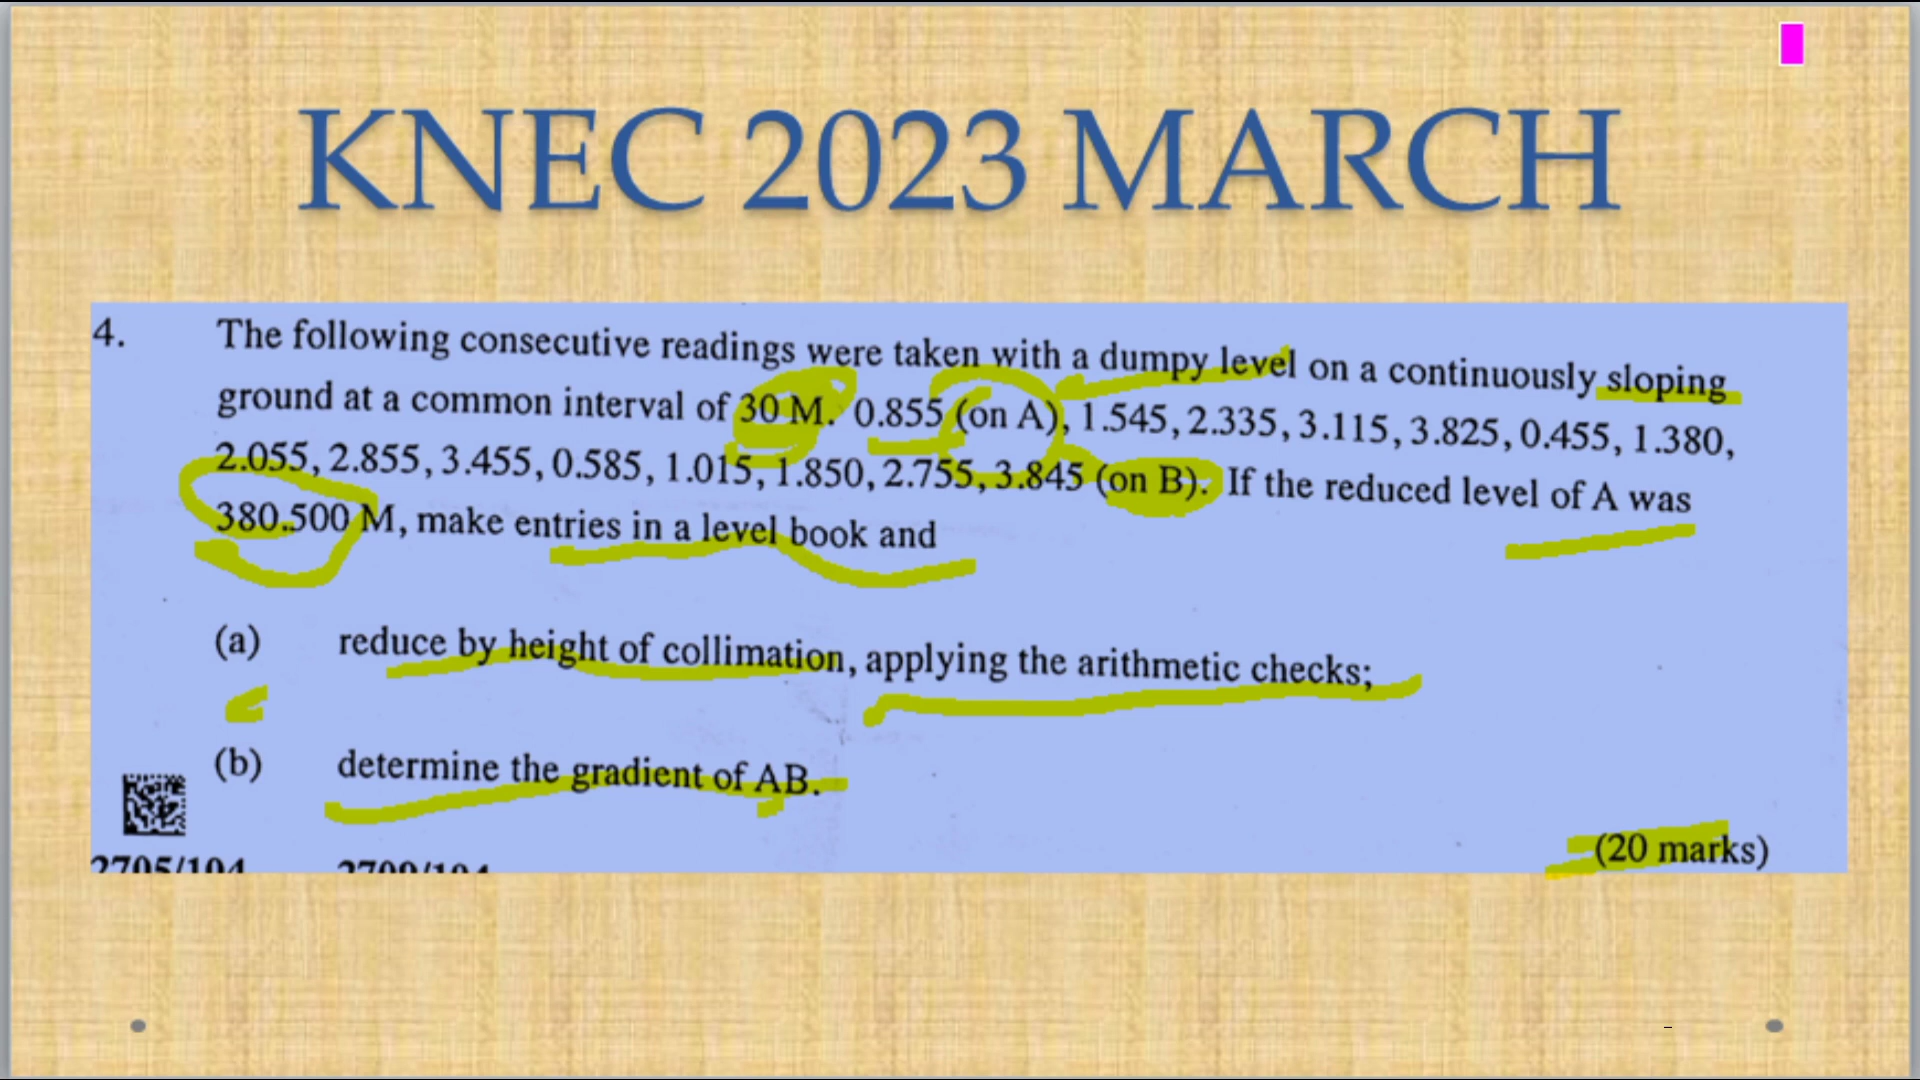 KNEC 2023 MARCH
4. The following consecutive readings were taken with a dumpy level on a continuously sloping
ground at a common interval of 30 M. 0.855 (on A), 1.545, 2.335, 3.115, 3.825, 0.455, 1.380,
2.055, 2.855, 3.455, 0.585, 1.015, 1.850, 2.755, 3.845 (on B). If the reduced level of A was
380.500 M, make entries in a level book and
(a) reduce by height of collimation, applying the arithmetic checks;
(b) determine the gradient of AB.
(20 marks)
2705/104 2709/104